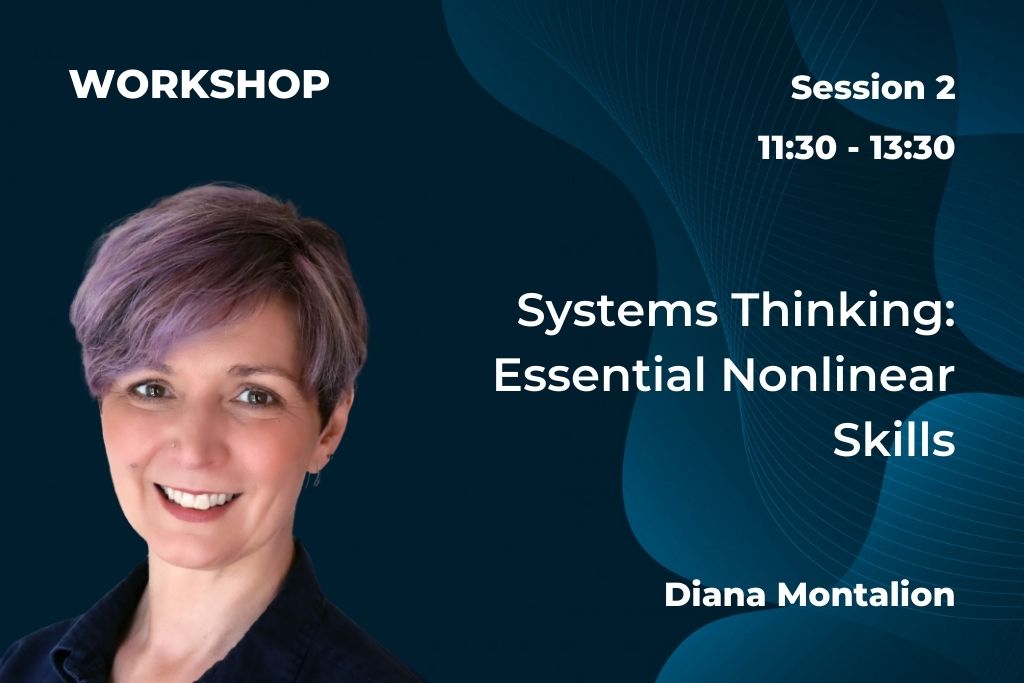 WORKSHOP
Session 2
11:30 - 13:30
Systems Thinking:
Essential Nonlinear
Skills
Diana Montalion